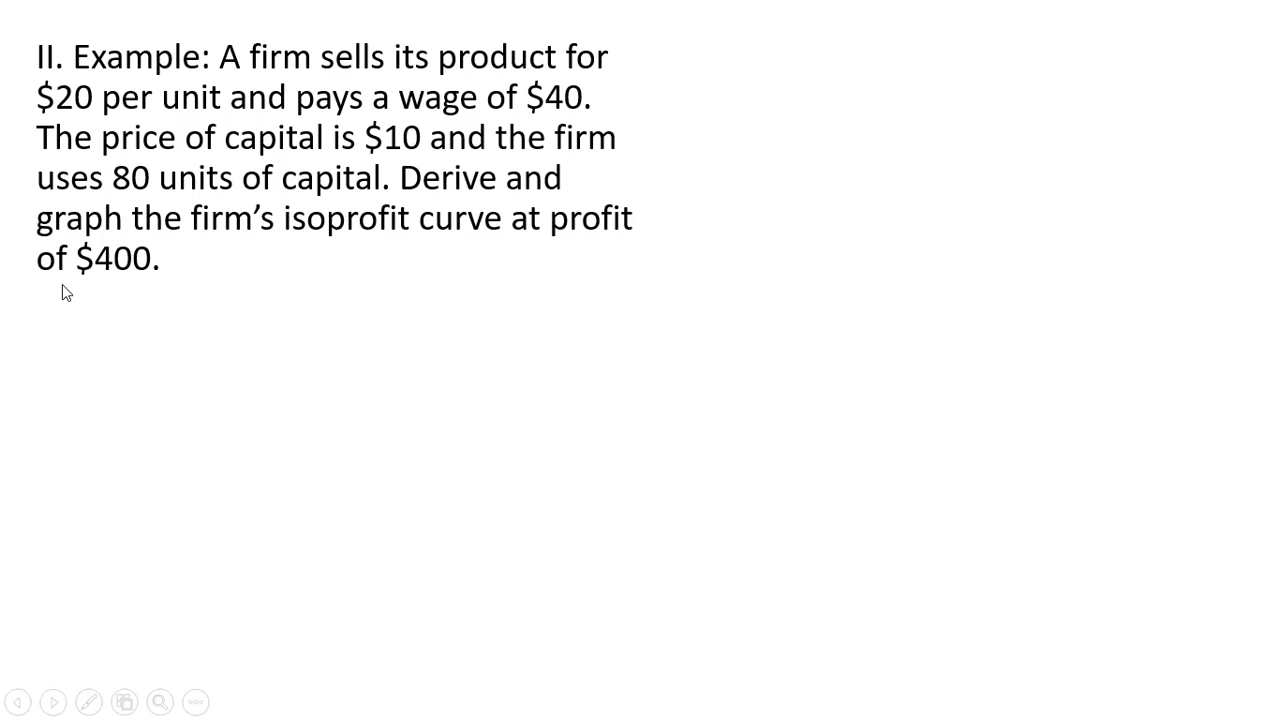 II. Example: A firm sells its product for
$20 per unit and pays a wage of $40.
The price of capital is $10 and the firm
uses 80 units of capital. Derive and
graph the firm’s isoprofit curve at profit
of $400.